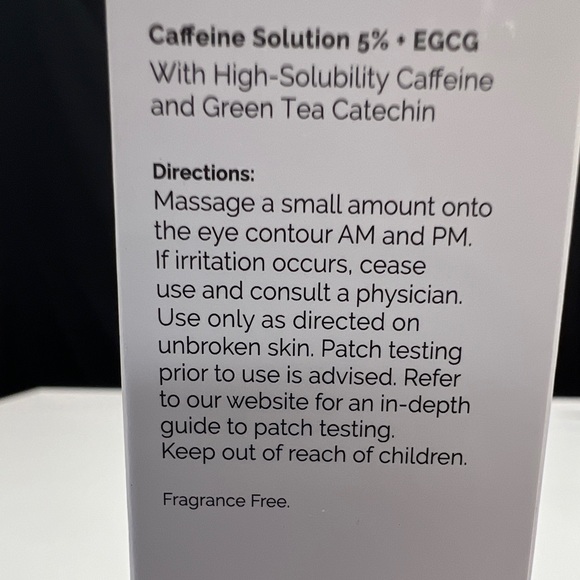 Caffeine Solution 5% + EGCG
With High-Solubility Caffeine
and Green Tea Catechin
Directions:
Massage a small amount onto
the eye contour AM and PM.
If irritation occurs, cease
use and consult a physician.
Use only as directed on
unbroken skin. Patch testing
prior to use is advised. Refer
to our website for an in-depth
guide to patch testing.
Keep out of reach of children.
Fragrance Free.